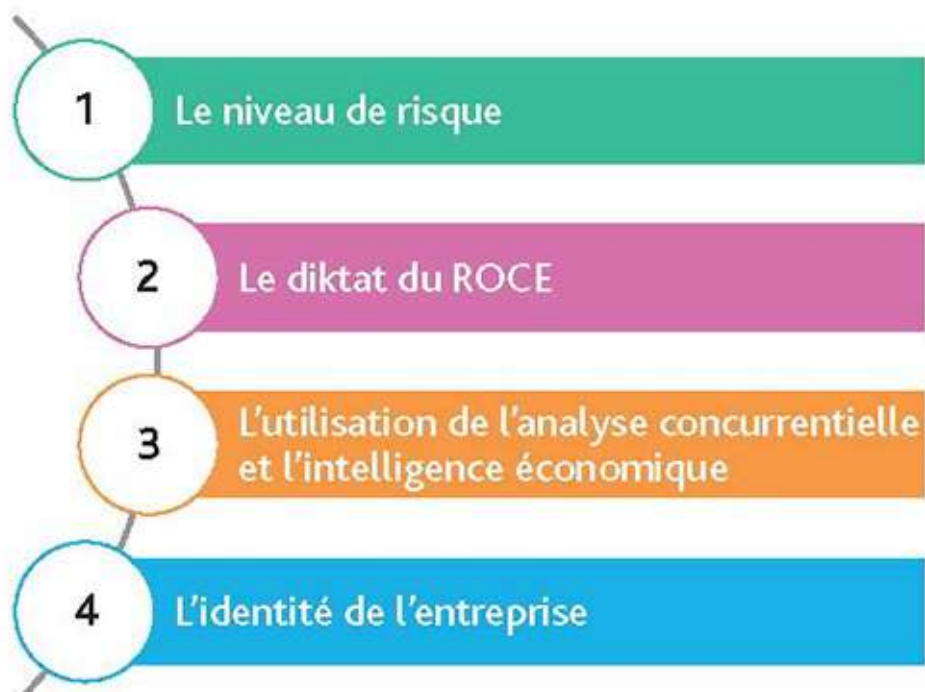 1
Le niveau de risque
2
Le diktat du ROCE
3
L'utilisation de l'analyse concurrentielle
et l'intelligence économique
4
L'identité de l'entreprise